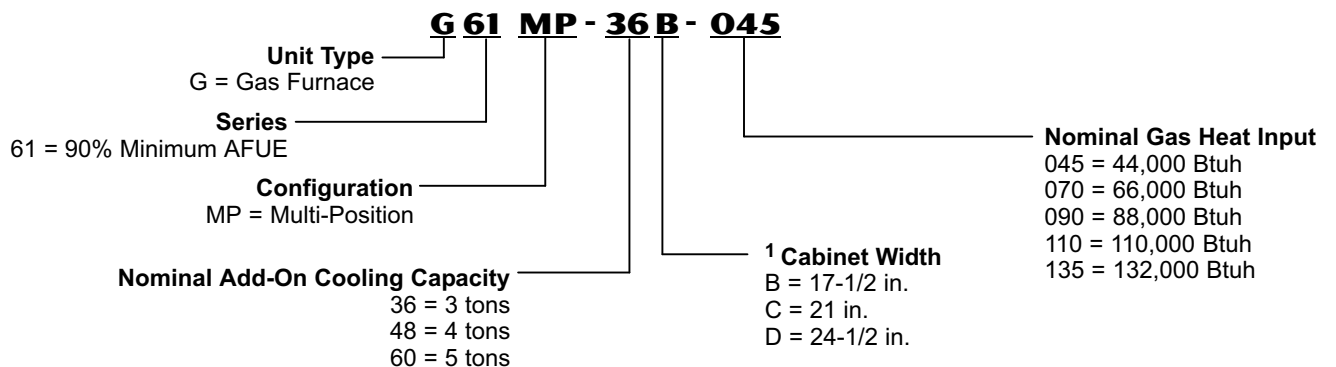 G 61 MP - 36 B - 045
Unit Type
G = Gas Furnace
Series
61 = 90% Minimum AFUE
Configuration
MP = Multi-Position
Nominal Add-On Cooling Capacity
36 = 3 tons
48 = 4 tons
60 = 5 tons
1 Cabinet Width
B = 17-1/2 in.
C = 21 in.
D = 24-1/2 in.
Nominal Gas Heat Input
045 = 44,000 Btuh
070 = 66,000 Btuh
090 = 88,000 Btuh
110 = 110,000 Btuh
135 = 132,000 Btuh